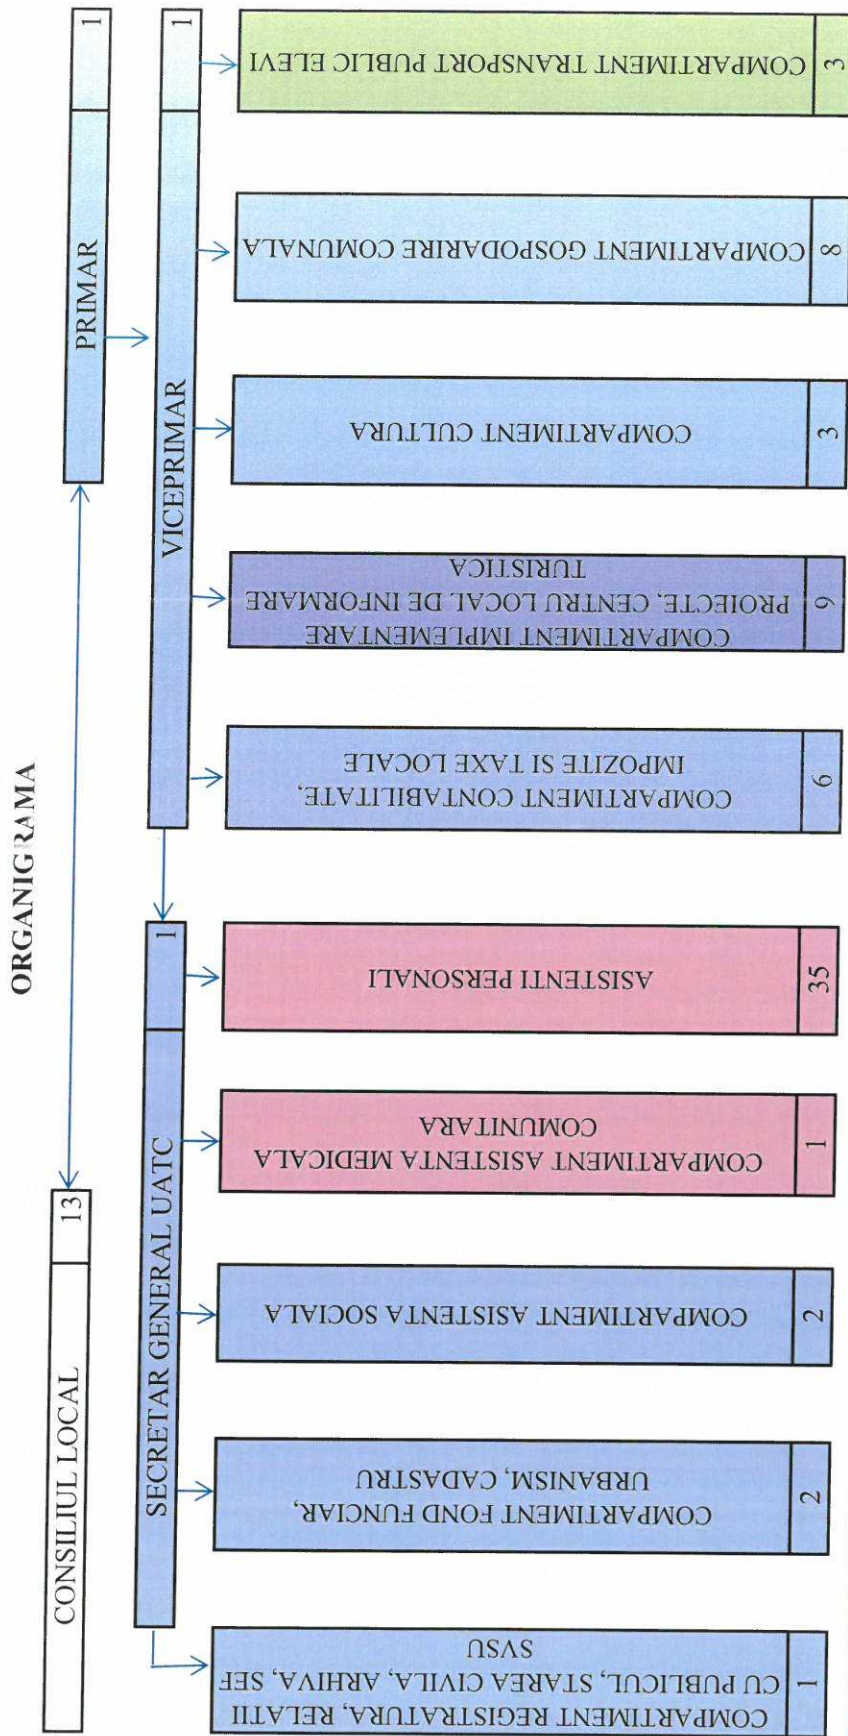 ORGANIGRAMA
CONSILIUL LOCAL 13
PRIMAR 1
SECRETAR GENERAL UATC 1
VICEPRIMAR 1
COMPARTIMENT REGISTRATURA, RELATII
CU PUBLICUL, STAREA CIVILA, ARHIVA, SEF
SVSU
1
COMPARTIMENT FOND FUNCIAR,
URBANISM, CADASTRU
2
COMPARTIMENT ASISTENTA SOCIALA
2
COMPARTIMENT ASISTENTA MEDICALA
COMUNITARA
1
ASISTENTI PERSONALI
35
COMPARTIMENT CONTABILITATE,
IMPOZITE SI TAXE LOCALE
6
COMPARTIMENT IMPLEMENTARE
PROIECTE, CENTRU LOCAL DE INFORMARE
TURISTICA
9
COMPARTIMENT CULTURA
3
COMPARTIMENT GOSPODARIRE COMUNALA
8
COMPARTIMENT TRANSPORT PUBLIC ELEVI
3